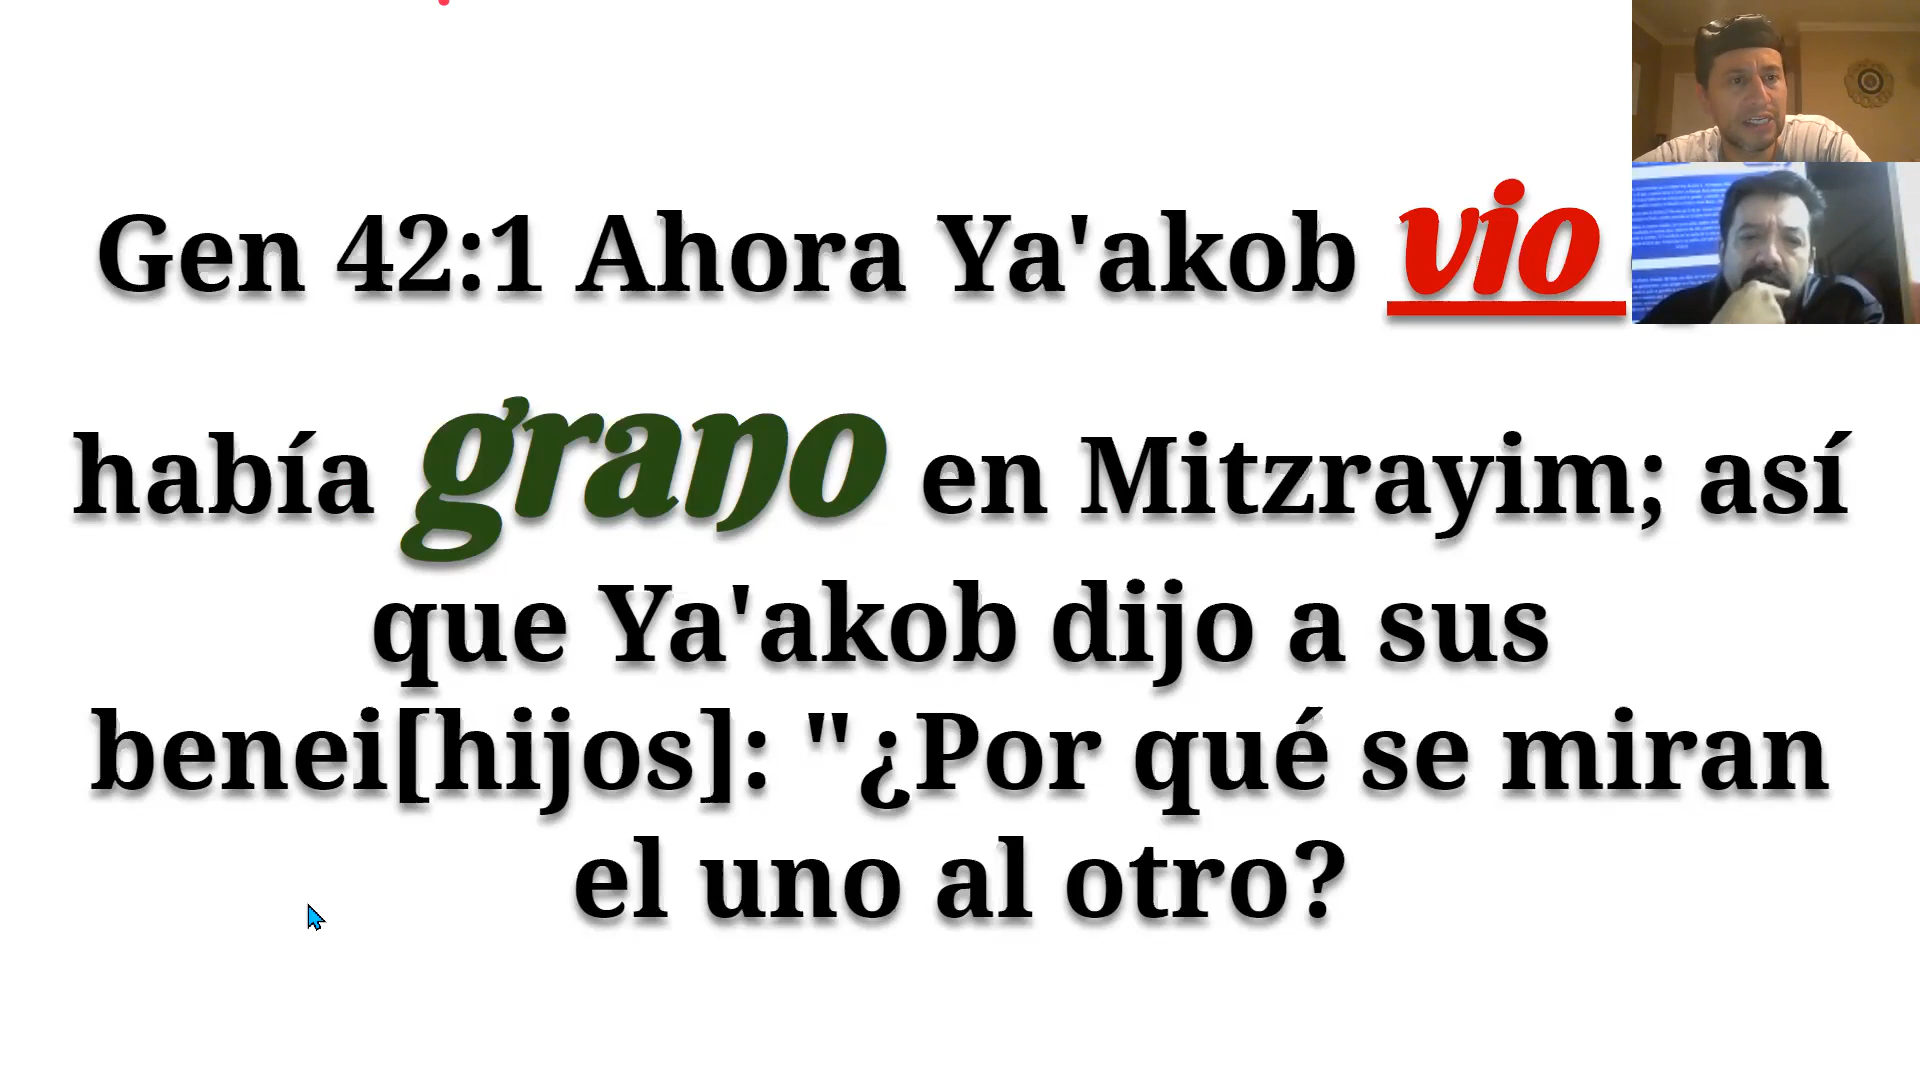 Gen 42:1 Ahora Ya'akob vio
había grano en Mitzrayim; así
que Ya'akob dijo a sus
benei[hijos]: "¿Por qué se miran
el uno al otro?